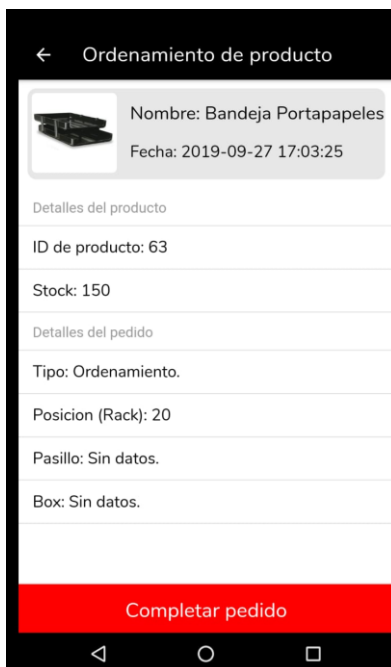 Ordenamiento de producto
Nombre: Bandeja Portapapeles
Fecha: 2019-09-27 17:03:25
Detalles del producto
ID de producto: 63
Stock: 150
Detalles del pedido
Tipo: Ordenamiento.
Posicion (Rack): 20
Pasillo: Sin datos.
Box: Sin datos.
Completar pedido